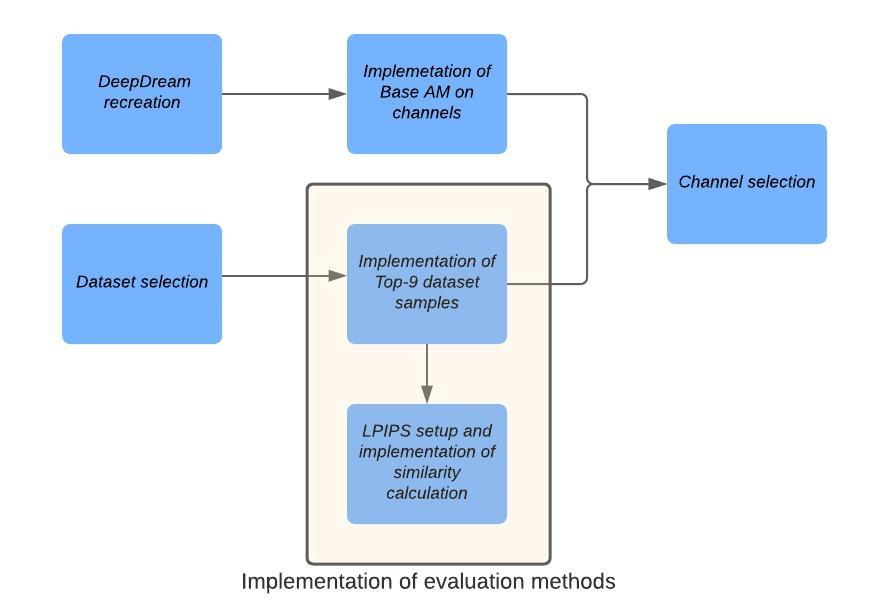 DeepDream
recreation
Implemetation of
Base AM on
channels
Channel selection
Dataset selection
Implementation of
Top-9 dataset
samples
LPIPS setup and
implementation of
similarity
calculation
Implementation of evaluation methods